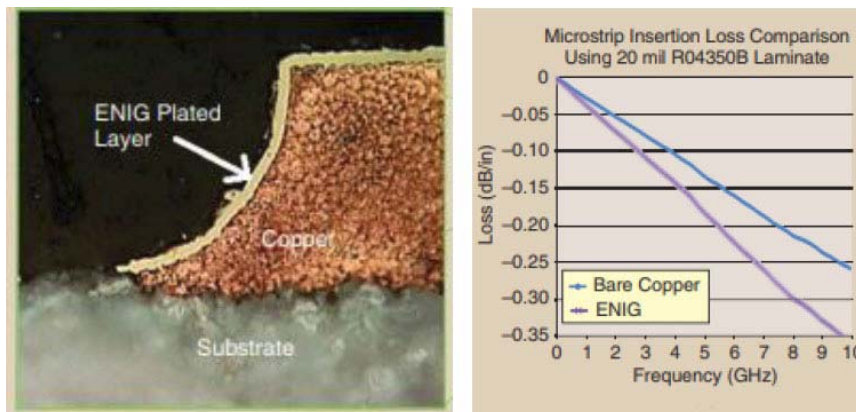 ENIG Plated
Layer
Copper
Substrate
Microstrip Insertion Loss Comparison
Using 20 mil R04350B Laminate
0
–0.05
–0.10
–0.15
–0.20
–0.25
–0.30
–0.35
Loss (dB/in)
Bare Copper
ENIG
0 1 2 3 4 5 6 7 8 9 10
Frequency (GHz)